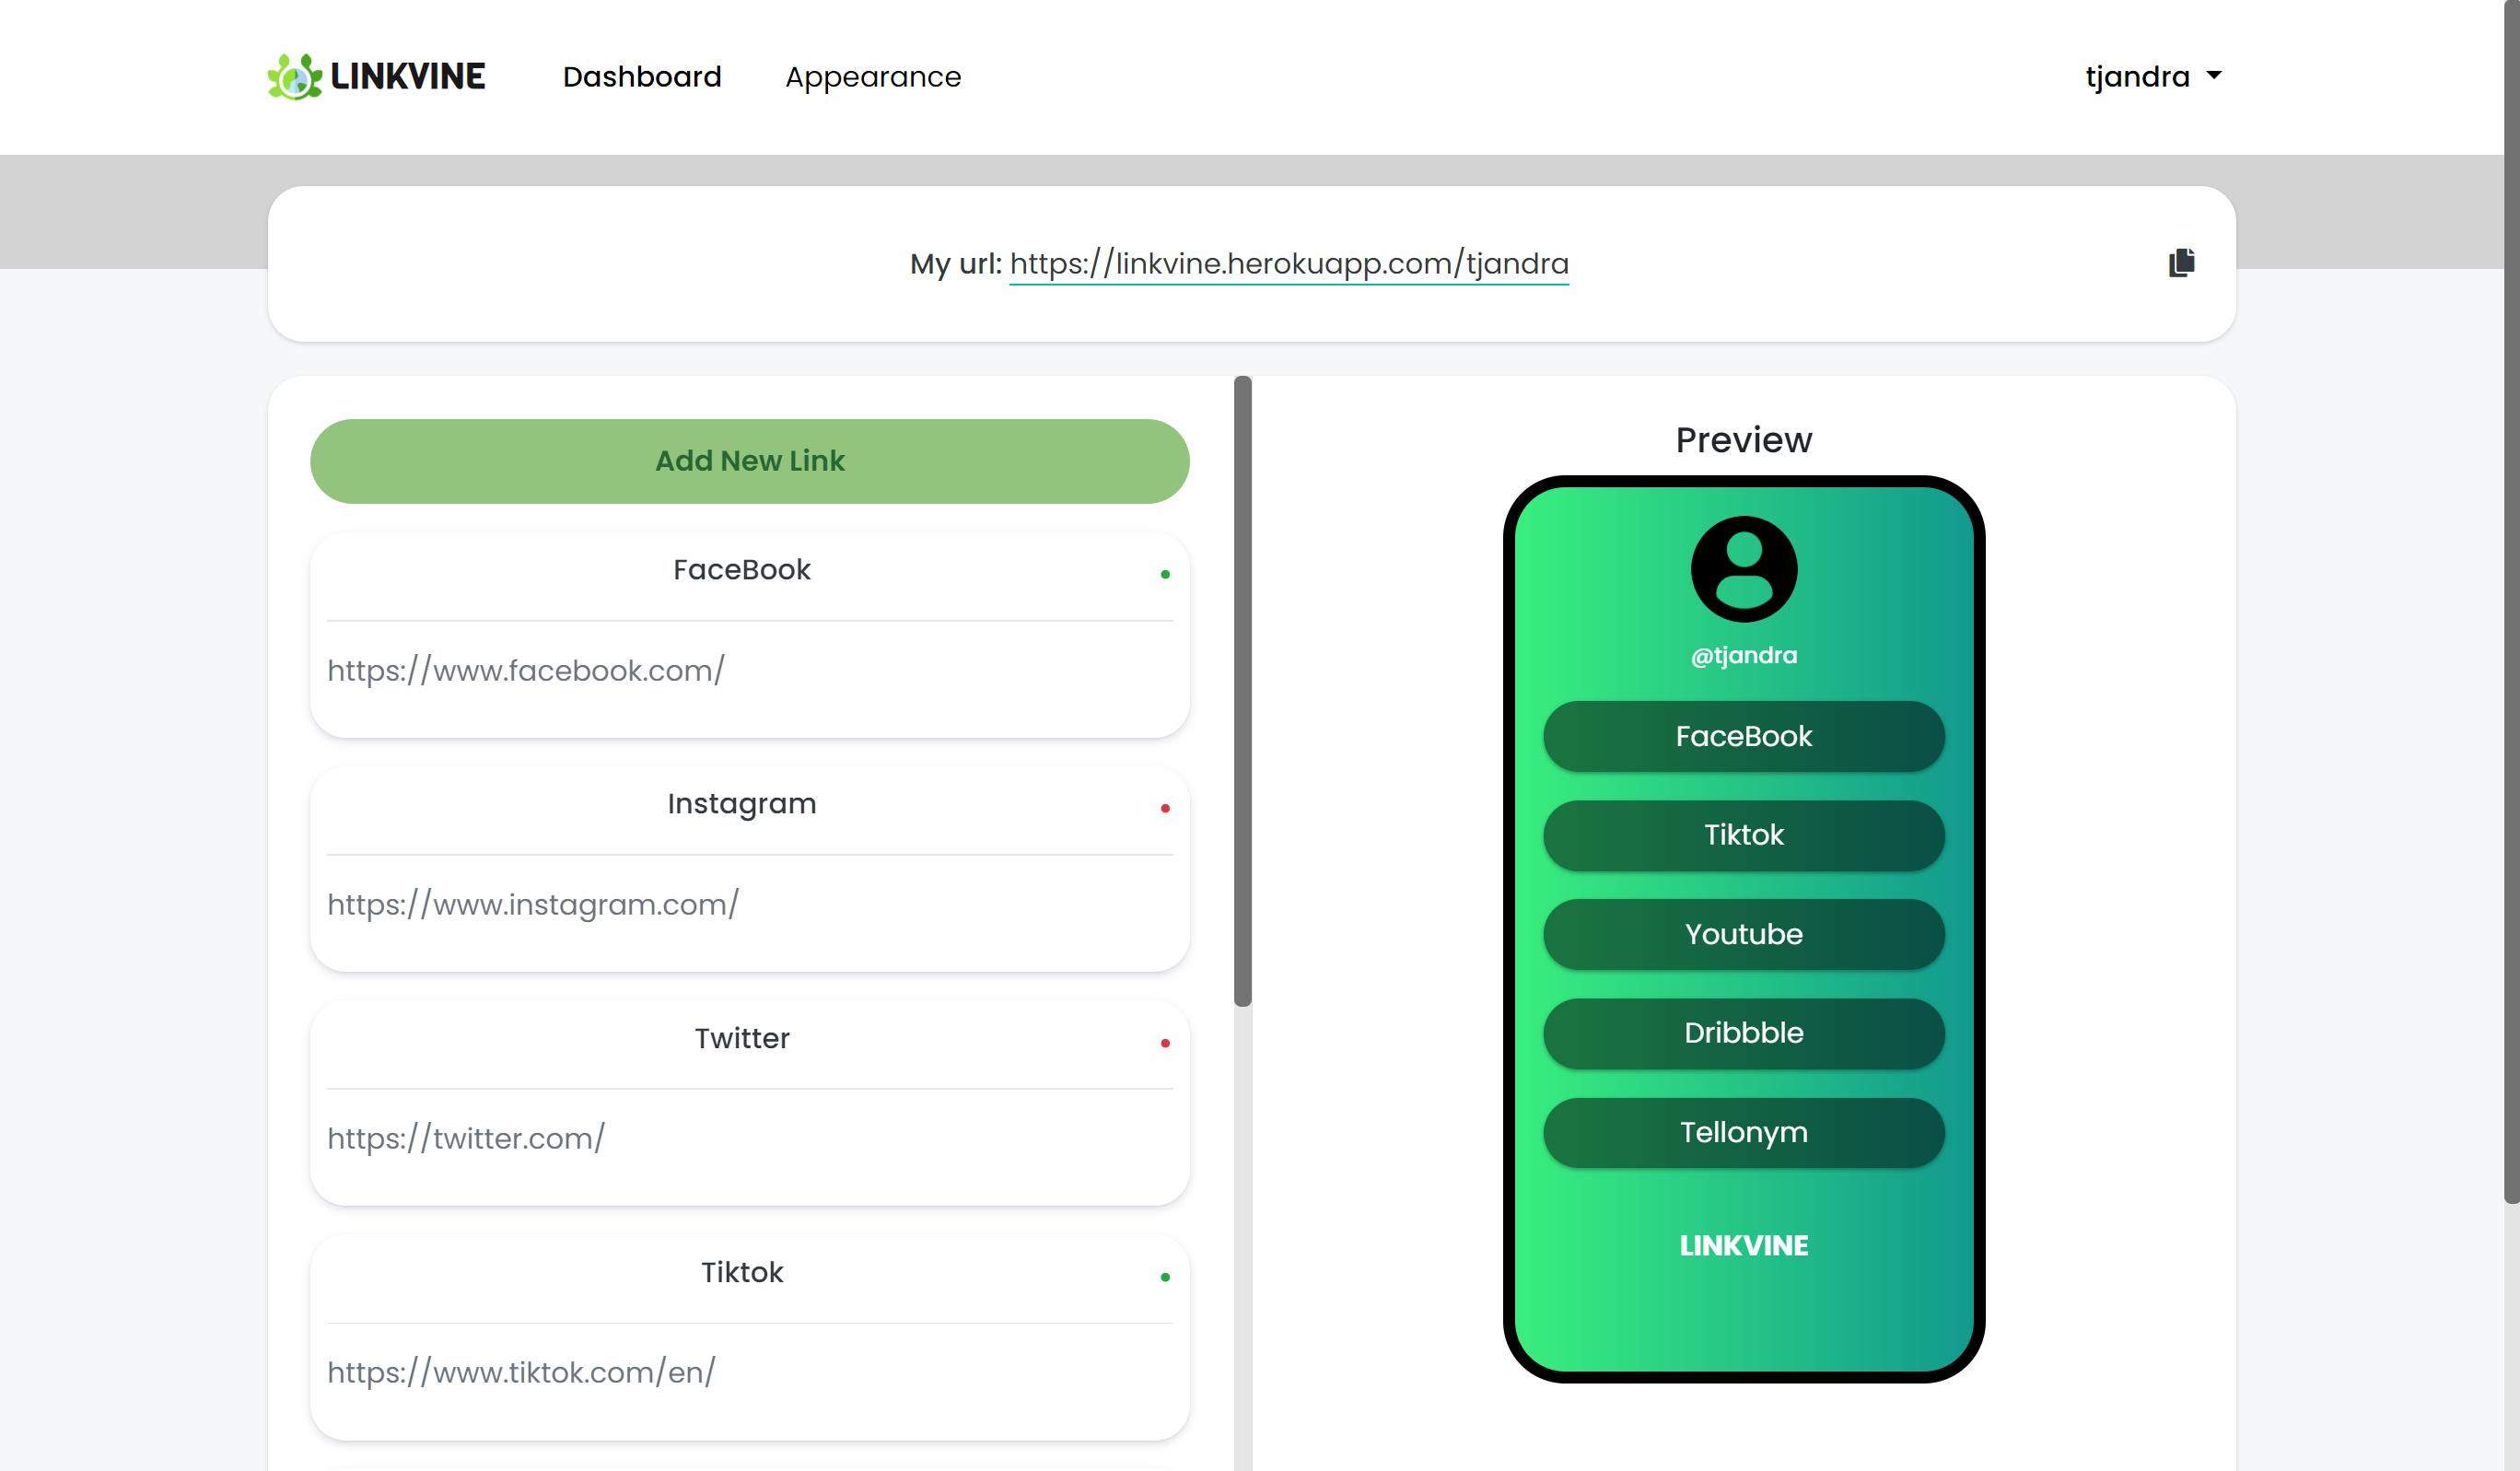 LINKVINE
Dashboard
Appearance
tjandra
My url: https://linkvine.herokuapp.com/tjandra
Add New Link
FaceBook
https://www.facebook.com/
Instagram
https://www.instagram.com/
Twitter
https://twitter.com/
Tiktok
https://www.tiktok.com/en/
Preview
@tjandra
FaceBook
Tiktok
Youtube
Dribbble
Tellonym
LINKVINE